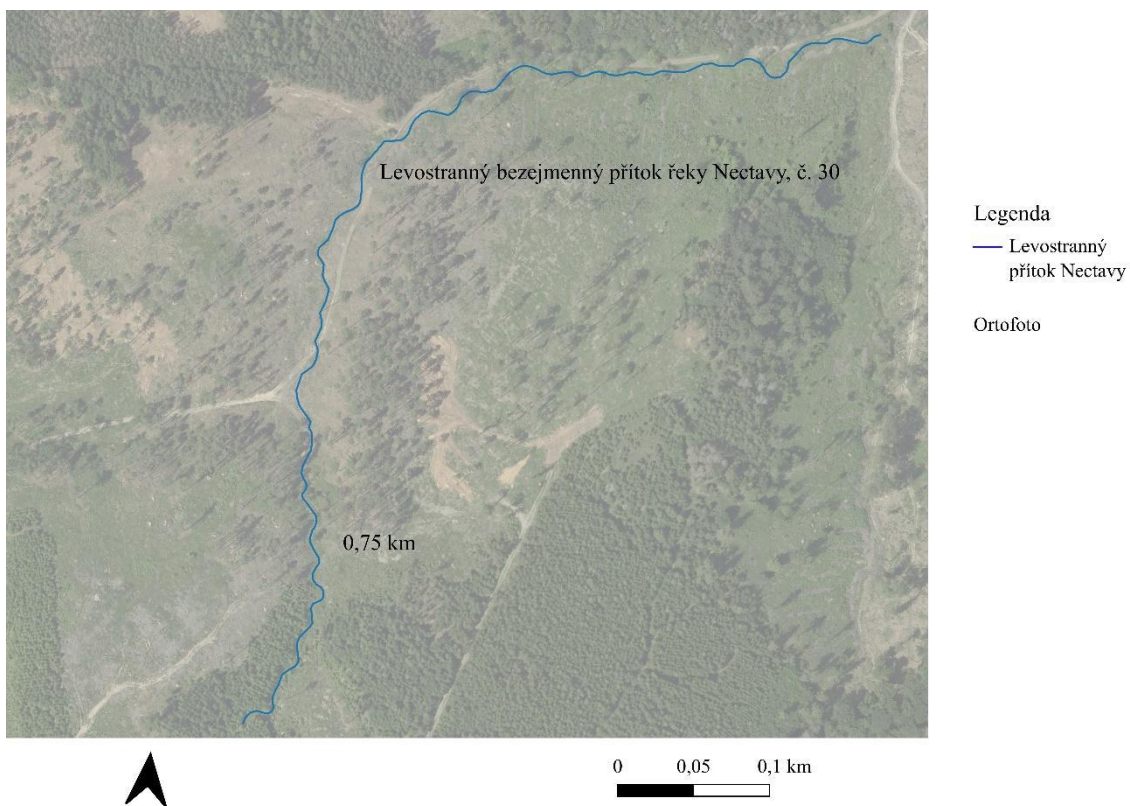 Levostranný bezejmenný přítok řeky Nectavy, č. 30
0,75 km
Legenda
Levostranný
přítok Nectavy
Ortofoto
0 0,05 0,1 km